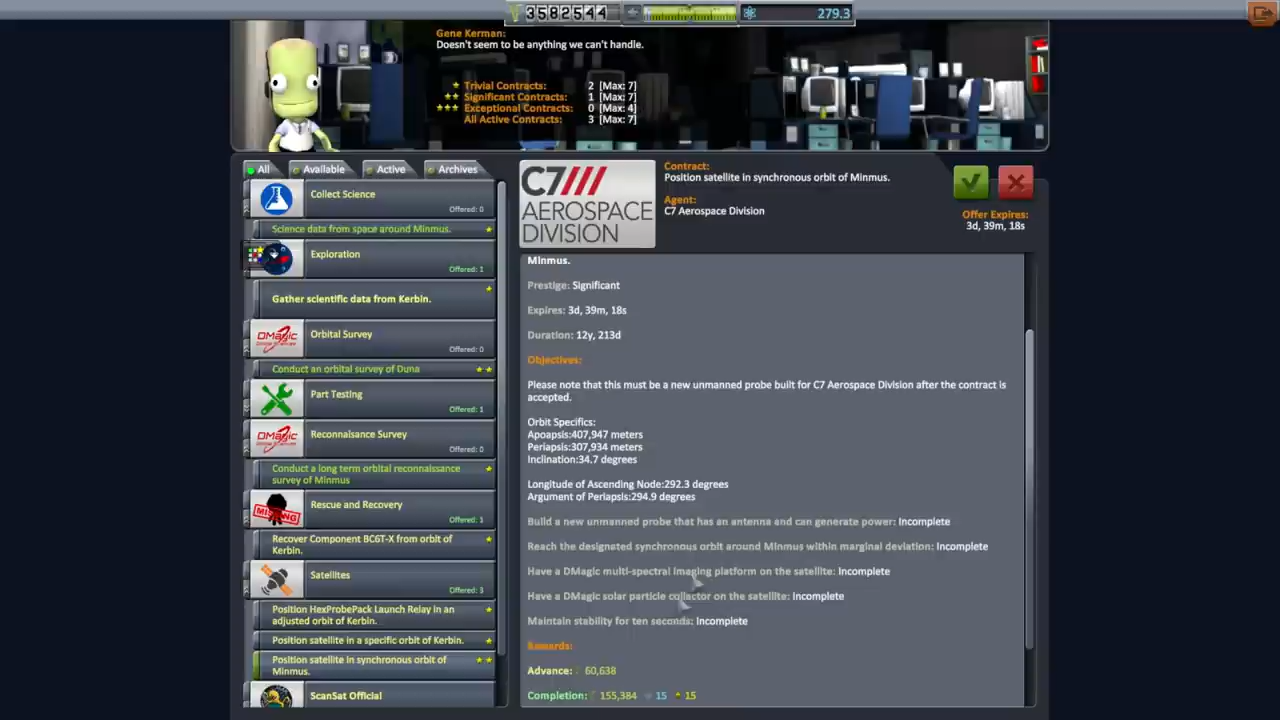 3582544
279.3
Gene Kerman:
Doesn't seem to be anything we can't handle.
Trivial Contracts: 2 [Max: 7]
Significant Contracts: 1 [Max: 7]
Exceptional Contracts: 0 [Max: 4]
All Active Contracts: 3 [Max: 7]
All
Available
Active
Archives
Collect Science
Offered: 0
Science data from space around Minmus.
Exploration
Offered: 1
Gather scientific data from Kerbin.
DMagic
Orbital Survey
Offered: 0
Conduct an orbital survey of Duna
Part Testing
Offered: 1
DMagic
Reconnaisance Survey
Offered: 0
Conduct a long term orbital reconnaissance
survey of Minmus
MISSING
Rescue and Recovery
Offered: 1
Recover Component BC6T-X from orbit of
Kerbin.
Satellites
Offered: 3
Position HexProbePack Launch Relay in an
adjusted orbit of Kerbin.
Position satellite in a specific orbit of Kerbin.
Position satellite in synchronous orbit of
Minmus.
ScanSat Official
C7///
AEROSPACE
DIVISION
Contract:
Position satellite in synchronous orbit of Minmus.
Agent:
C7 Aerospace Division
Offer Expires:
3d, 39m, 18s
Minmus.
Prestige: Significant
Expires: 3d, 39m, 18s
Duration: 12y, 213d
Objectives:
Please note that this must be a new unmanned probe built for C7 Aerospace Division after the contract is
accepted.
Orbit Specifics:
Apoapsis:407,947 meters
Periapsis:307,934 meters
Inclination:34.7 degrees
Longitude of Ascending Node:292.3 degrees
Argument of Periapsis:294.9 degrees
Build a new unmanned probe that has an antenna and can generate power: Incomplete
Reach the designated synchronous orbit around Minmus within marginal deviation: Incomplete
Have a DMagic multi-spectral imaging platform on the satellite: Incomplete
Have a DMagic solar particle collector on the satellite: Incomplete
Maintain stability for ten seconds: Incomplete
Rewards:
Advance: 60,638
Completion: 155,384 15 15